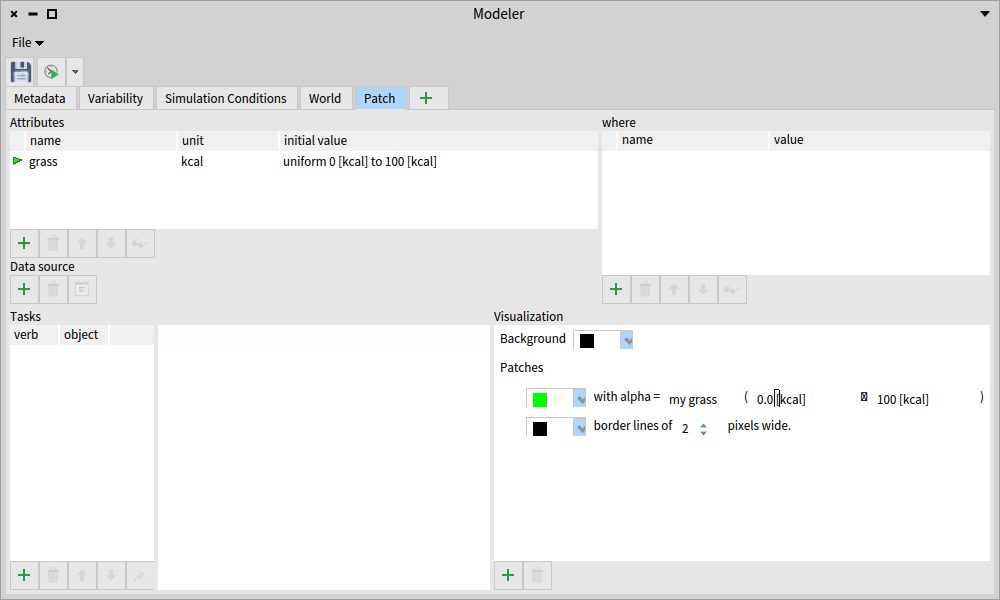 Modeler
File
Metadata Variability Simulation Conditions World Patch
Attributes
name unit initial value
grass kcal uniform 0 [kcal] to 100 [kcal]
where
name value
Data source
Tasks
verb object
Visualization
Background
Patches
with alpha = my grass ( 0.0 [kcal] 100 [kcal] )
border lines of 2 pixels wide.